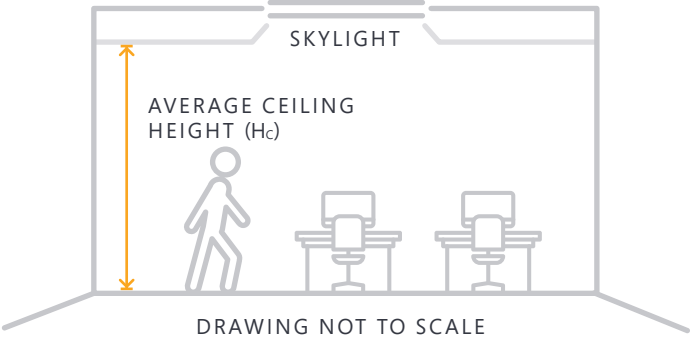 SKYLIGHT
AVERAGE CEILING
HEIGHT (Hc)
DRAWING NOT TO SCALE